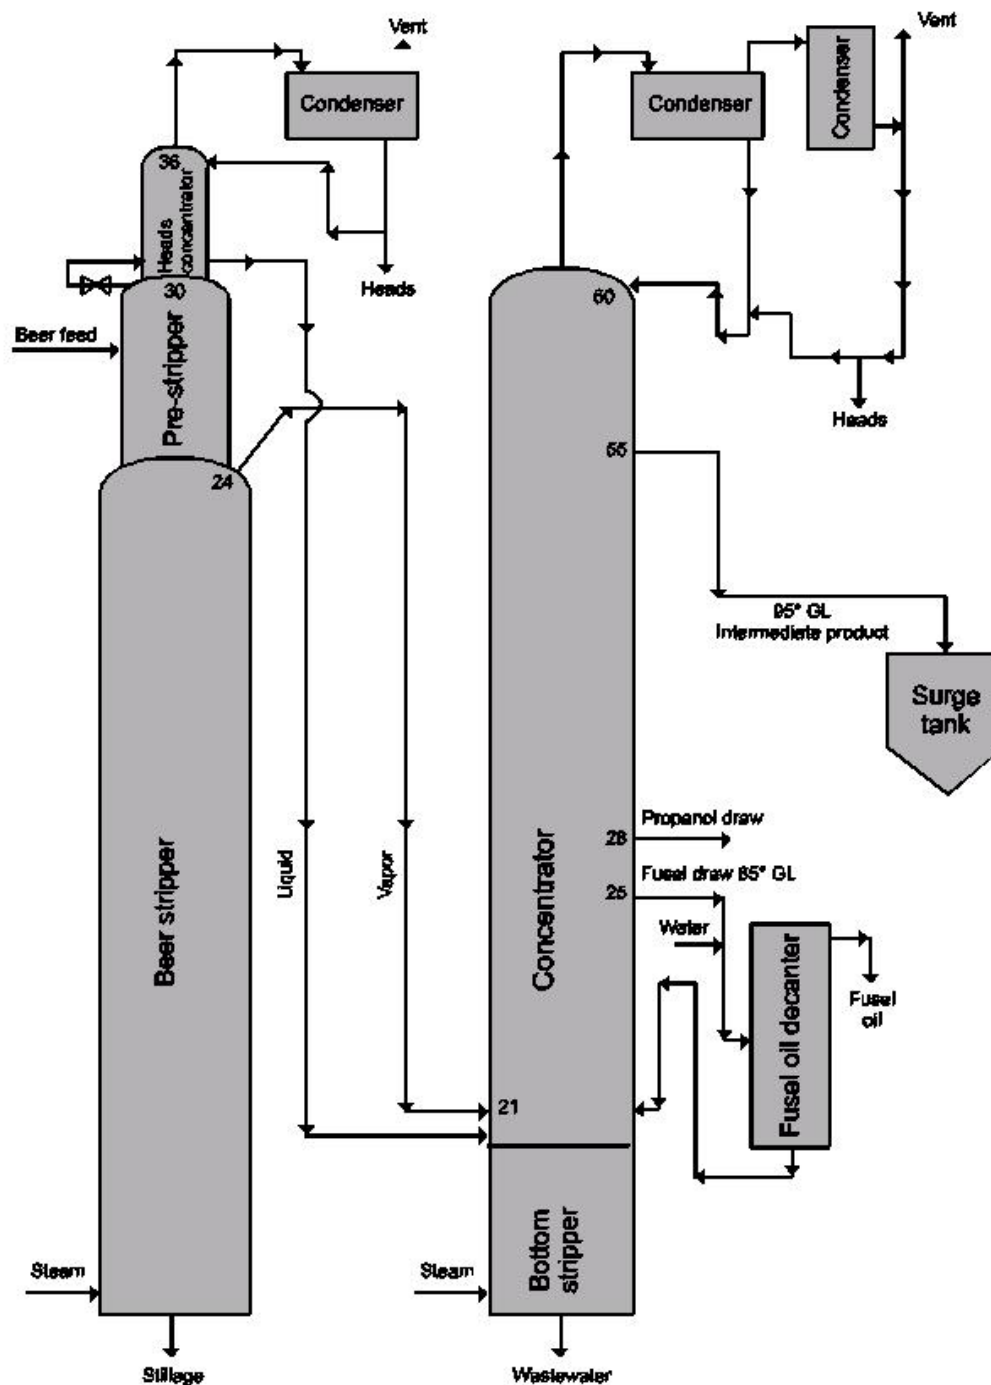 Vent
Vent
Condenser
Condenser
Condenser
36
Heads
concentrator
Heads
30
60
Beer feed
Pre-stripper
Heads
55
24
95° GL
Intermediate product
Surge
tank
Propanol draw
28
Fusel draw 85° GL
25
Beer stripper
Liquid
Vapor
Concentrator
Water
Fusel oil decanter
Fusel
oil
21
Bottom
stripper
Steam
Steam
Stillage
Wastewater